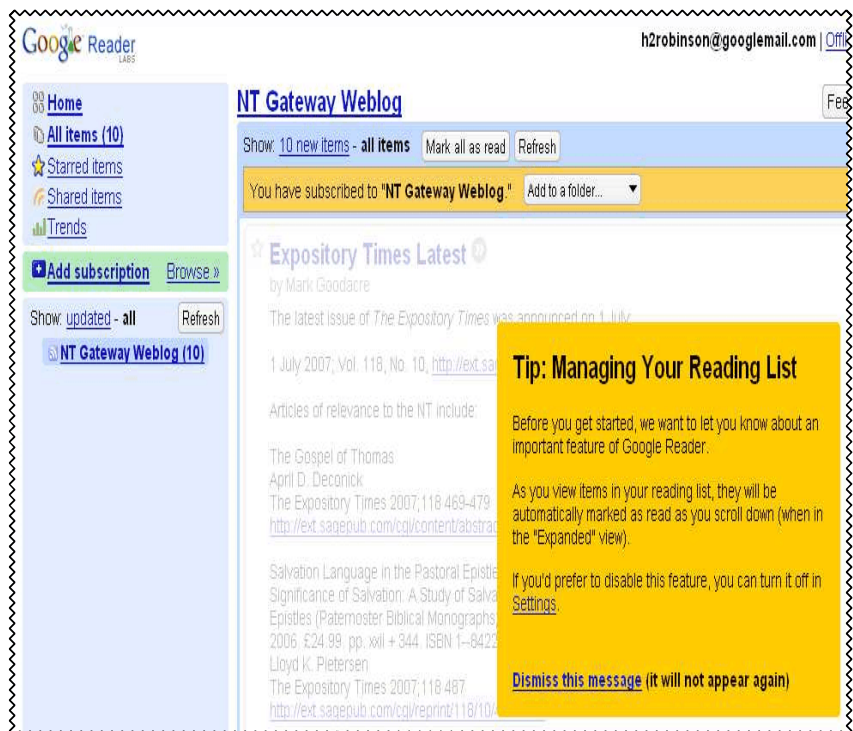 Google Reader
LABS
h2robinson@googlemail.com |
Home
All items (10)
Starred items
Shared items
Trends
Add subscription Browse »
Show: updated - all Refresh
NT Gateway Weblog (10)
NT Gateway Weblog
Show: 10 new items - all items Mark all as read Refresh
You have subscribed to "NT Gateway Weblog." Add to a folder...
Expository Times Latest
by Mark Goodacre
The latest issue of The Expository Times was announced on 1 July:
1 July 2007; Vol. 118, No. 10, http://ext.sa
Articles of relevance to the NT include:
The Gospel of Thomas
April D. Deconick
The Expository Times 2007;118 469-479
http://ext.sagepub.com/cgi/content/abstrac
Salvation Language in the Pastoral Epistle
Significance of Salvation: A Study of Salva
Epistles (Paternoster Biblical Monographs,
2006. £24.99. pp. xxii + 344. ISBN 1--8422
Lloyd K. Pietersen
The Expository Times 2007;118 487
http://ext.sagepub.com/cgi/reprint/118/10/4
Tip: Managing Your Reading List
Before you get started, we want to let you know about an
important feature of Google Reader.
As you view items in your reading list, they will be
automatically marked as read as you scroll down (when in
the "Expanded" view).
If you'd prefer to disable this feature, you can turn it off in
Settings.
Dismiss this message (it will not appear again)